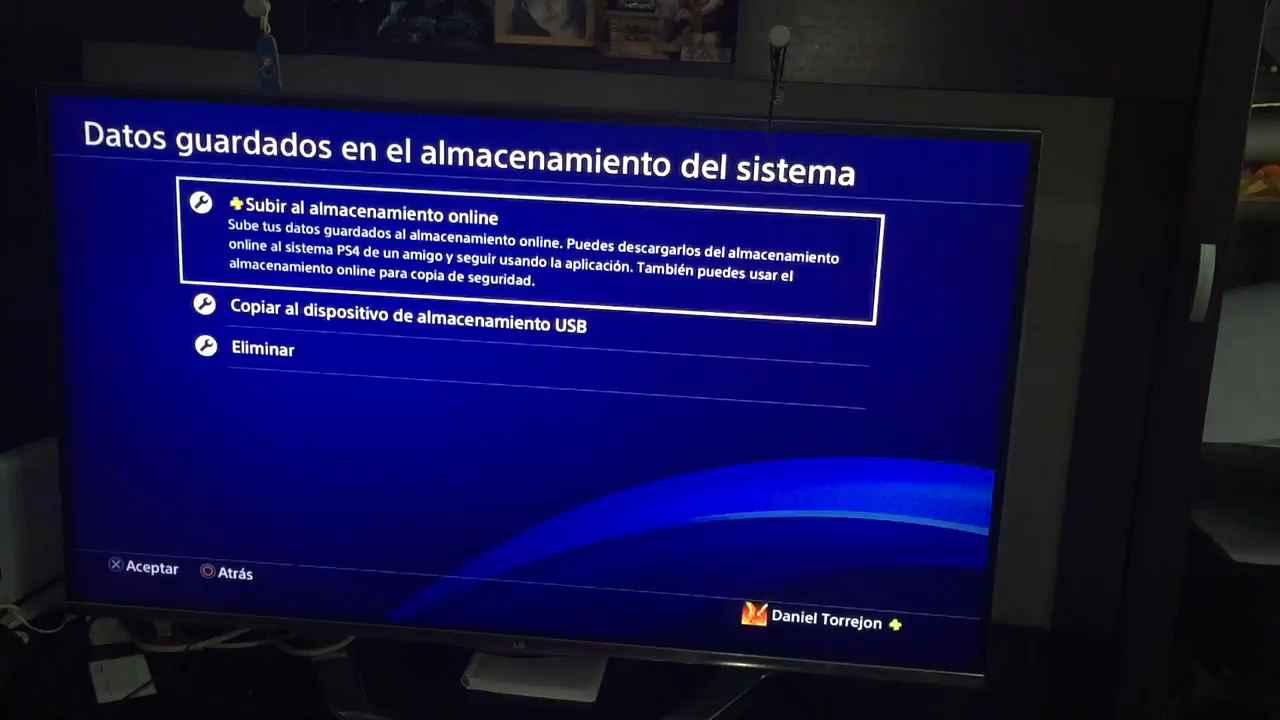 Datos guardados en el almacenamiento del sistema
Subir al almacenamiento online
Sube tus datos guardados al almacenamiento online. Puedes descargarlos del almacenamiento
online al sistema PS4 de un amigo y seguir usando la aplicación. También puedes usar el
almacenamiento online para copia de seguridad.
Copiar al dispositivo de almacenamiento USB
Eliminar
Aceptar Atrás
Daniel Torrejon
LG